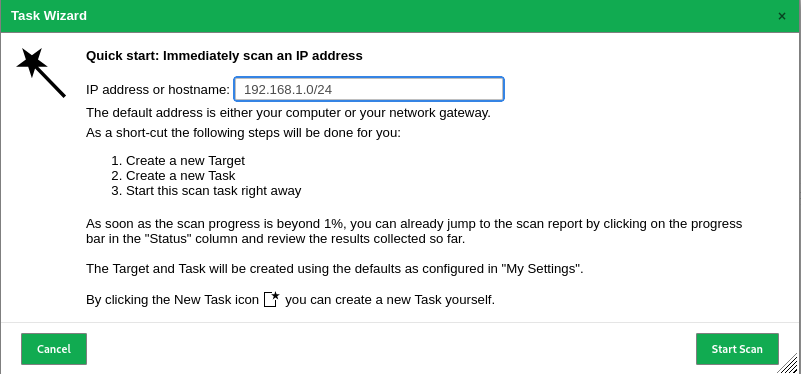 Task Wizard ×
Quick start: Immediately scan an IP address
IP address or hostname: 192.168.1.0/24
The default address is either your computer or your network gateway.
As a short-cut the following steps will be done for you:
1. Create a new Target
2. Create a new Task
3. Start this scan task right away
As soon as the scan progress is beyond 1%, you can already jump to the scan report by clicking on the progress
bar in the "Status" column and review the results collected so far.
The Target and Task will be created using the defaults as configured in "My Settings".
By clicking the New Task icon you can create a new Task yourself.
Cancel
Start Scan